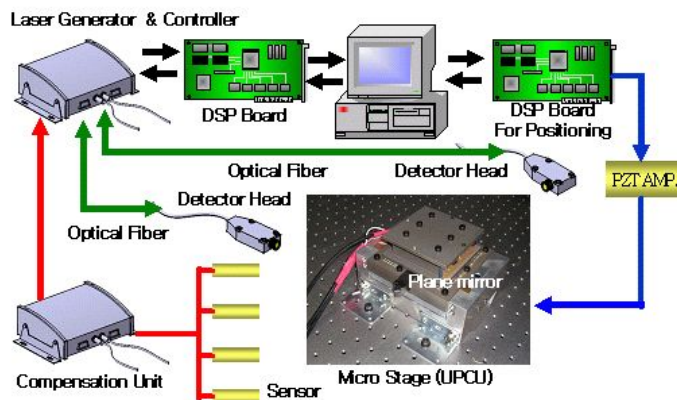 Laser Generator & Controller
DSP Board
DSP Board
For Positioning
Optical Fiber
Detector Head
PZT AMP.
Detector Head
Optical Fiber
Plane mirror
Compensation Unit
Sensor
Micro Stage (UPCU)